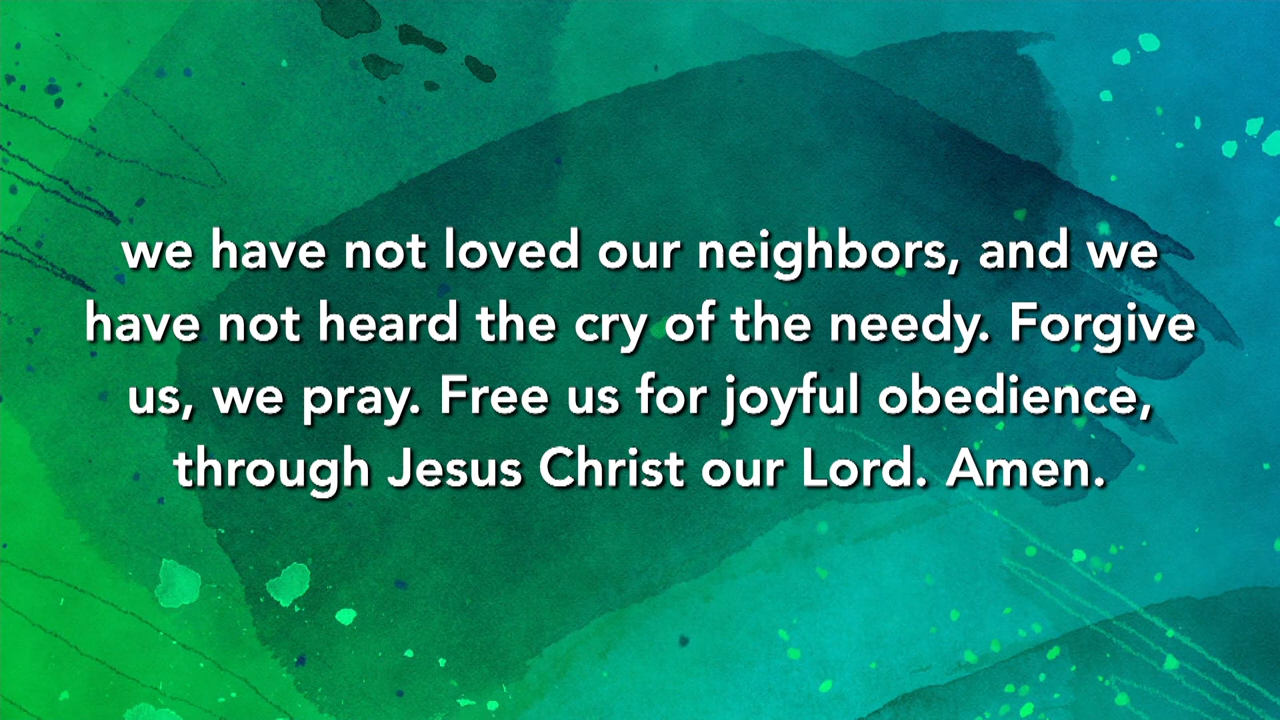 we have not loved our neighbors, and we
have not heard the cry of the needy. Forgive
us, we pray. Free us for joyful obedience,
through Jesus Christ our Lord. Amen.